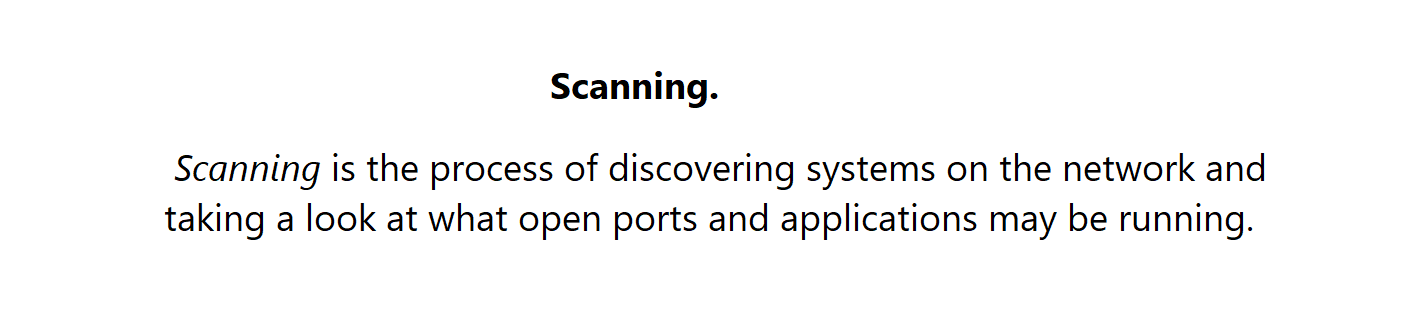 Scanning.
Scanning is the process of discovering systems on the network and
taking a look at what open ports and applications may be running.